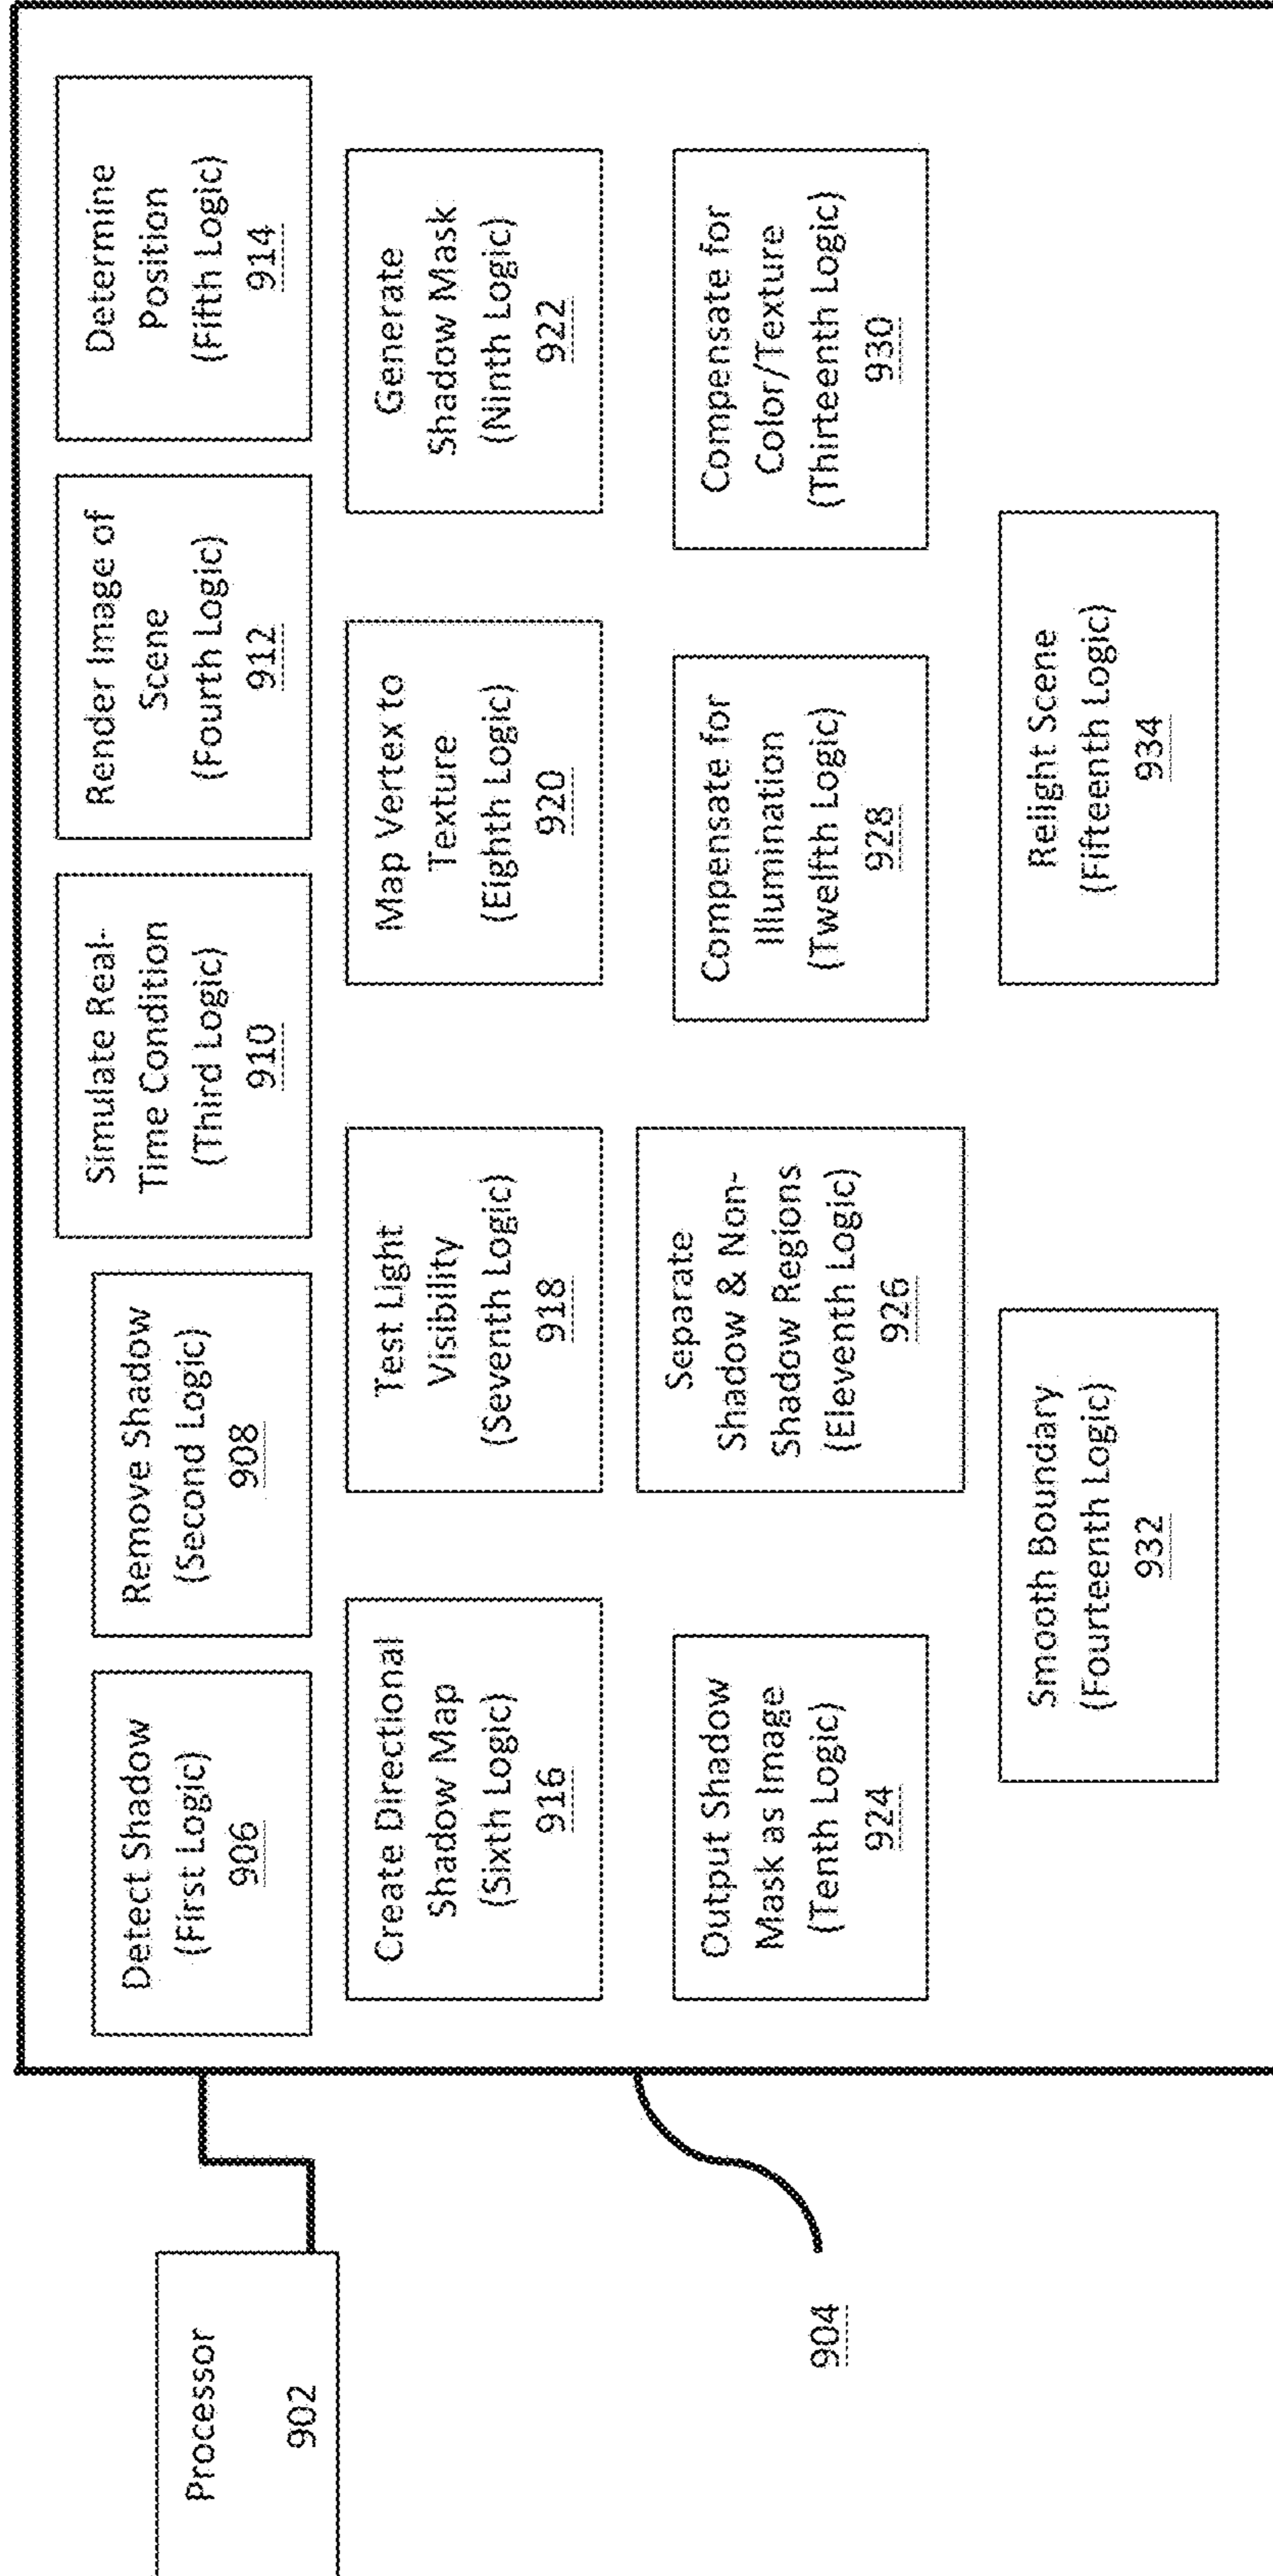 Processor
902
904
Detect Shadow
(First Logic)
906
Remove Shadow
(Second Logic)
908
Simulate Real-
Time Condition
(Third Logic)
910
Render Image of
Scene
(Fourth Logic)
912
Determine
Position
(Fifth Logic)
914
Create Directional
Shadow Map
(Sixth Logic)
916
Test Light
Visibility
(Seventh Logic)
918
Map Vertex to
Texture
(Eighth Logic)
920
Generate
Shadow Mask
(Ninth Logic)
922
Output Shadow
Mask as Image
(Tenth Logic)
924
Separate
Shadow & Non-
Shadow Regions
(Eleventh Logic)
926
Compensate for
Illumination
(Twelfth Logic)
928
Compensate for
Color/Texture
(Thirteenth Logic)
930
Smooth Boundary
(Fourteenth Logic)
932
Relight Scene
(Fifteenth Logic)
934